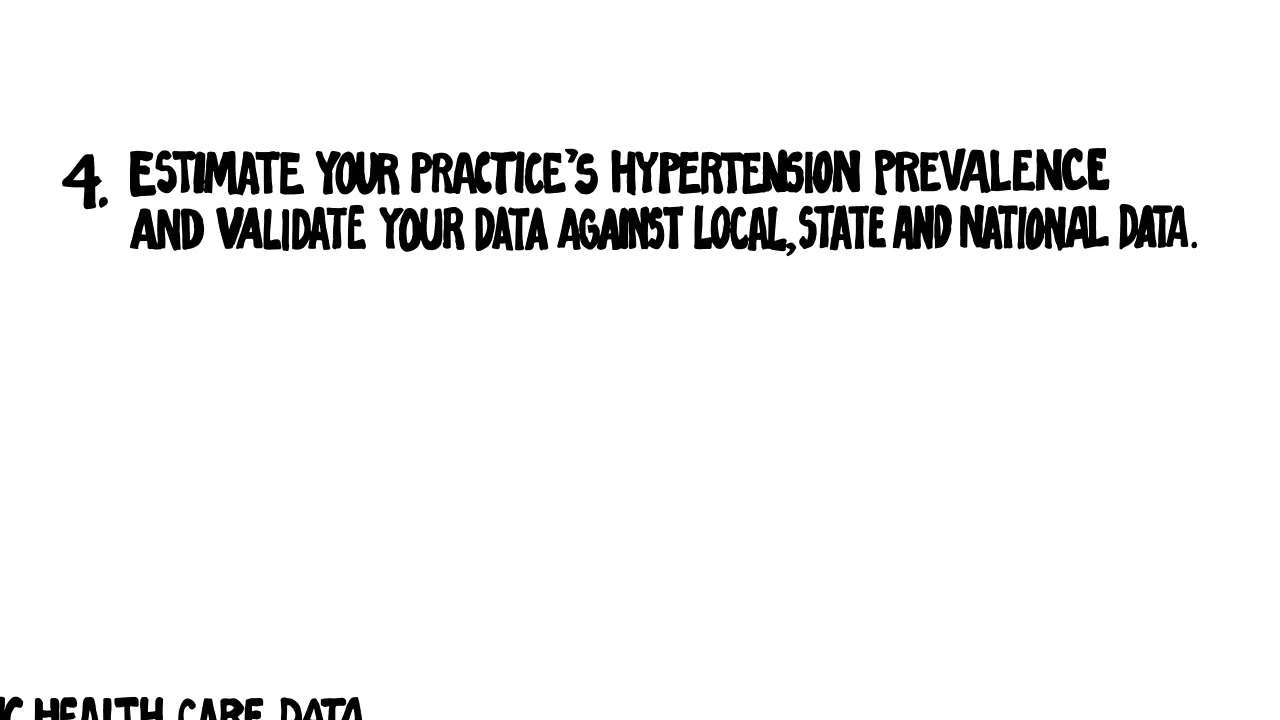 4. ESTIMATE YOUR PRACTICE'S HYPERTENSION PREVALENCE
AND VALIDATE YOUR DATA AGAINST LOCAL, STATE AND NATIONAL DATA.
HEALTH CARE DATA